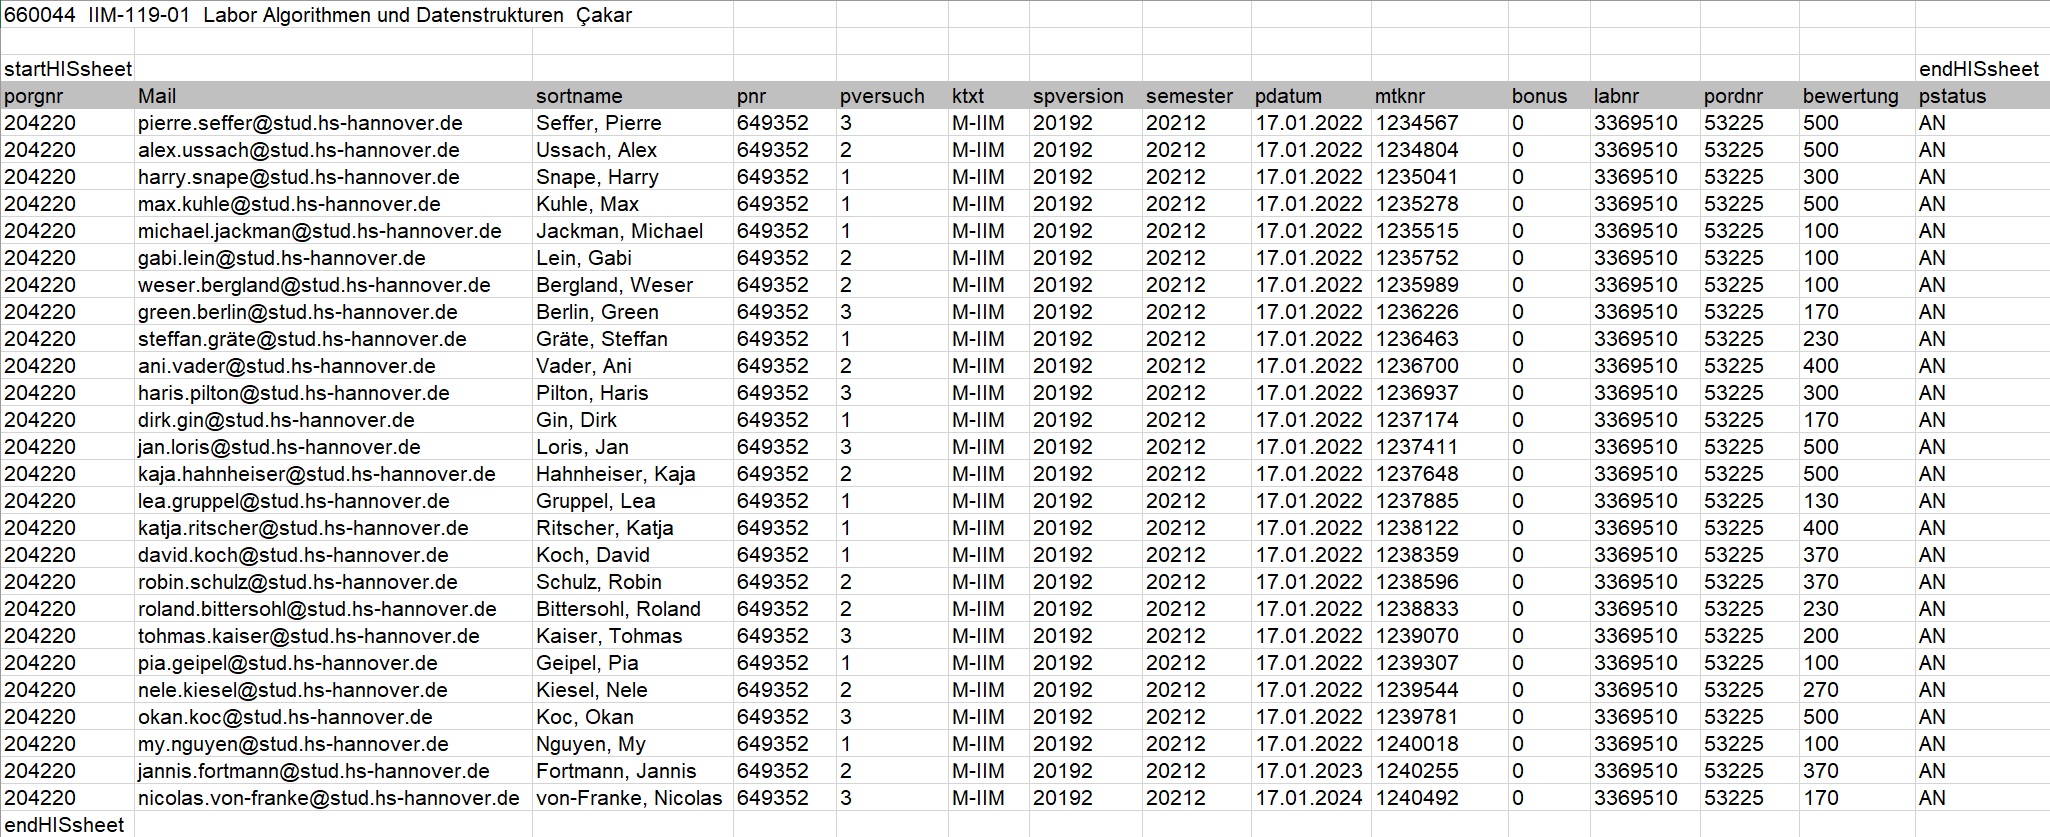 660044 IIM-119-01 Labor Algorithmen und Datenstrukturen Çakar
startHISsheet endHISsheet
porgnr Mail sortname pnr pversuch ktxt spversion semester pdatum mtknr bonus labnr pordnr bewertung pstatus
204220 pierre.seffer@stud.hs-hannover.de Seffer, Pierre 649352 3 M-IIM 20192 20212 17.01.2022 1234567 0 3369510 53225 500 AN
204220 alex.ussach@stud.hs-hannover.de Ussach, Alex 649352 2 M-IIM 20192 20212 17.01.2022 1234804 0 3369510 53225 500 AN
204220 harry.snape@stud.hs-hannover.de Snape, Harry 649352 1 M-IIM 20192 20212 17.01.2022 1235041 0 3369510 53225 300 AN
204220 max.kuhle@stud.hs-hannover.de Kuhle, Max 649352 1 M-IIM 20192 20212 17.01.2022 1235278 0 3369510 53225 500 AN
204220 michael.jackman@stud.hs-hannover.de Jackman, Michael 649352 1 M-IIM 20192 20212 17.01.2022 1235515 0 3369510 53225 100 AN
204220 gabi.lein@stud.hs-hannover.de Lein, Gabi 649352 2 M-IIM 20192 20212 17.01.2022 1235752 0 3369510 53225 100 AN
204220 weser.bergland@stud.hs-hannover.de Bergland, Weser 649352 2 M-IIM 20192 20212 17.01.2022 1235989 0 3369510 53225 100 AN
204220 green.berlin@stud.hs-hannover.de Berlin, Green 649352 3 M-IIM 20192 20212 17.01.2022 1236226 0 3369510 53225 170 AN
204220 steffan.gräte@stud.hs-hannover.de Gräte, Steffan 649352 1 M-IIM 20192 20212 17.01.2022 1236463 0 3369510 53225 230 AN
204220 ani.vader@stud.hs-hannover.de Vader, Ani 649352 2 M-IIM 20192 20212 17.01.2022 1236700 0 3369510 53225 400 AN
204220 haris.pilton@stud.hs-hannover.de Pilton, Haris 649352 3 M-IIM 20192 20212 17.01.2022 1236937 0 3369510 53225 300 AN
204220 dirk.gin@stud.hs-hannover.de Gin, Dirk 649352 1 M-IIM 20192 20212 17.01.2022 1237174 0 3369510 53225 170 AN
204220 jan.loris@stud.hs-hannover.de Loris, Jan 649352 3 M-IIM 20192 20212 17.01.2022 1237411 0 3369510 53225 500 AN
204220 kaja.hahnheiser@stud.hs-hannover.de Hahnheiser, Kaja 649352 2 M-IIM 20192 20212 17.01.2022 1237648 0 3369510 53225 500 AN
204220 lea.gruppel@stud.hs-hannover.de Gruppel, Lea 649352 1 M-IIM 20192 20212 17.01.2022 1237885 0 3369510 53225 130 AN
204220 katja.ritscher@stud.hs-hannover.de Ritscher, Katja 649352 1 M-IIM 20192 20212 17.01.2022 1238122 0 3369510 53225 400 AN
204220 david.koch@stud.hs-hannover.de Koch, David 649352 1 M-IIM 20192 20212 17.01.2022 1238359 0 3369510 53225 370 AN
204220 robin.schulz@stud.hs-hannover.de Schulz, Robin 649352 2 M-IIM 20192 20212 17.01.2022 1238596 0 3369510 53225 370 AN
204220 roland.bittersohl@stud.hs-hannover.de Bittersohl, Roland 649352 2 M-IIM 20192 20212 17.01.2022 1238833 0 3369510 53225 230 AN
204220 tohmas.kaiser@stud.hs-hannover.de Kaiser, Tohmas 649352 3 M-IIM 20192 20212 17.01.2022 1239070 0 3369510 53225 200 AN
204220 pia.geipel@stud.hs-hannover.de Geipel, Pia 649352 1 M-IIM 20192 20212 17.01.2022 1239307 0 3369510 53225 100 AN
204220 nele.kiesel@stud.hs-hannover.de Kiesel, Nele 649352 2 M-IIM 20192 20212 17.01.2022 1239544 0 3369510 53225 270 AN
204220 okan.koc@stud.hs-hannover.de Koc, Okan 649352 3 M-IIM 20192 20212 17.01.2022 1239781 0 3369510 53225 500 AN
204220 my.nguyen@stud.hs-hannover.de Nguyen, My 649352 1 M-IIM 20192 20212 17.01.2022 1240018 0 3369510 53225 100 AN
204220 jannis.fortmann@stud.hs-hannover.de Fortmann, Jannis 649352 2 M-IIM 20192 20212 17.01.2023 1240255 0 3369510 53225 370 AN
204220 nicolas.von-franke@stud.hs-hannover.de von-Franke, Nicolas 649352 3 M-IIM 20192 20212 17.01.2024 1240492 0 3369510 53225 170 AN
endHISsheet